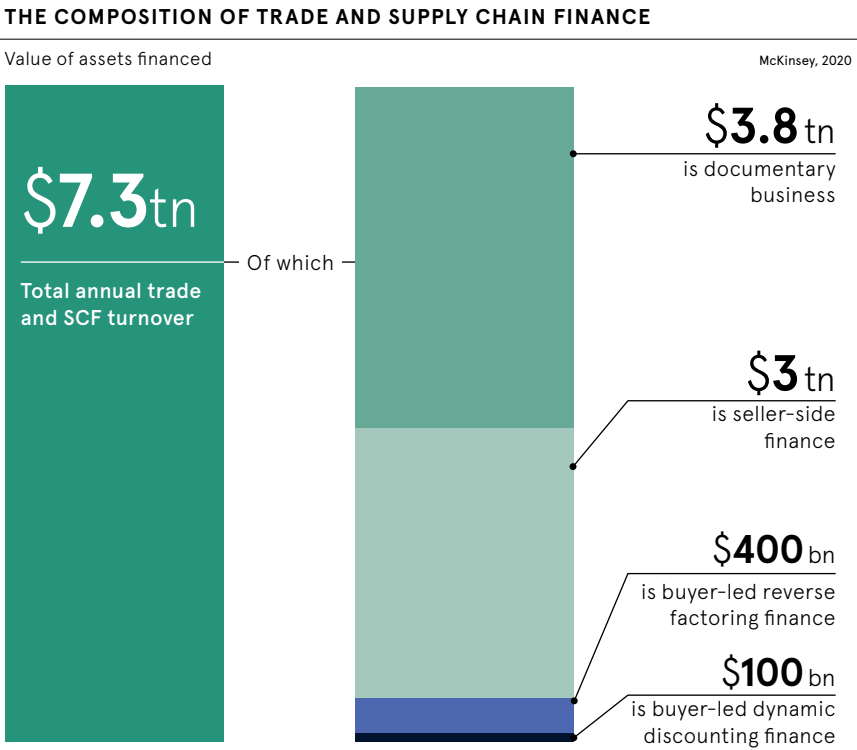 THE COMPOSITION OF TRADE AND SUPPLY CHAIN FINANCE
Value of assets financed
McKinsey, 2020
$7.3tn
Total annual trade
and SCF turnover
Of which
$3.8 tn
is documentary
business
$3 tn
is seller-side
finance
$400 bn
is buyer-led reverse
factoring finance
$100 bn
is buyer-led dynamic
discounting finance